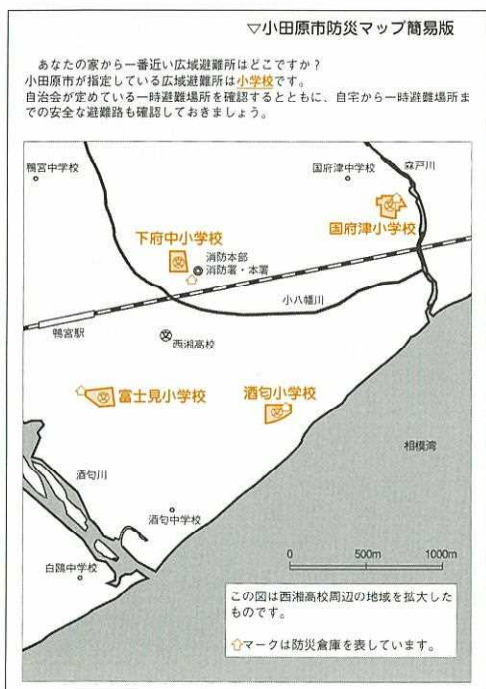 ▽小田原市防災マップ簡易版
あなたの家から一番近い広域避難所はどこですか？
小田原市が指定している広域避難所は小学校です。
自治会が定めている一時避難場所を確認するとともに、自宅から一時避難場所ま
での安全な避難路も確認しておきましょう。
鴨宮中学校
国府津中学校
森戸川
下府中小学校
国府津小学校
消防本部
消防署・本署
小八幡川
鴨宮駅
西湘高校
富士見小学校
酒匂小学校
相模湾
酒匂川
酒匂中学校
白鴎中学校
0 500m 1000m
この図は西湘高校周辺の地域を拡大した
ものです。
⇧マークは防災倉庫を表しています。